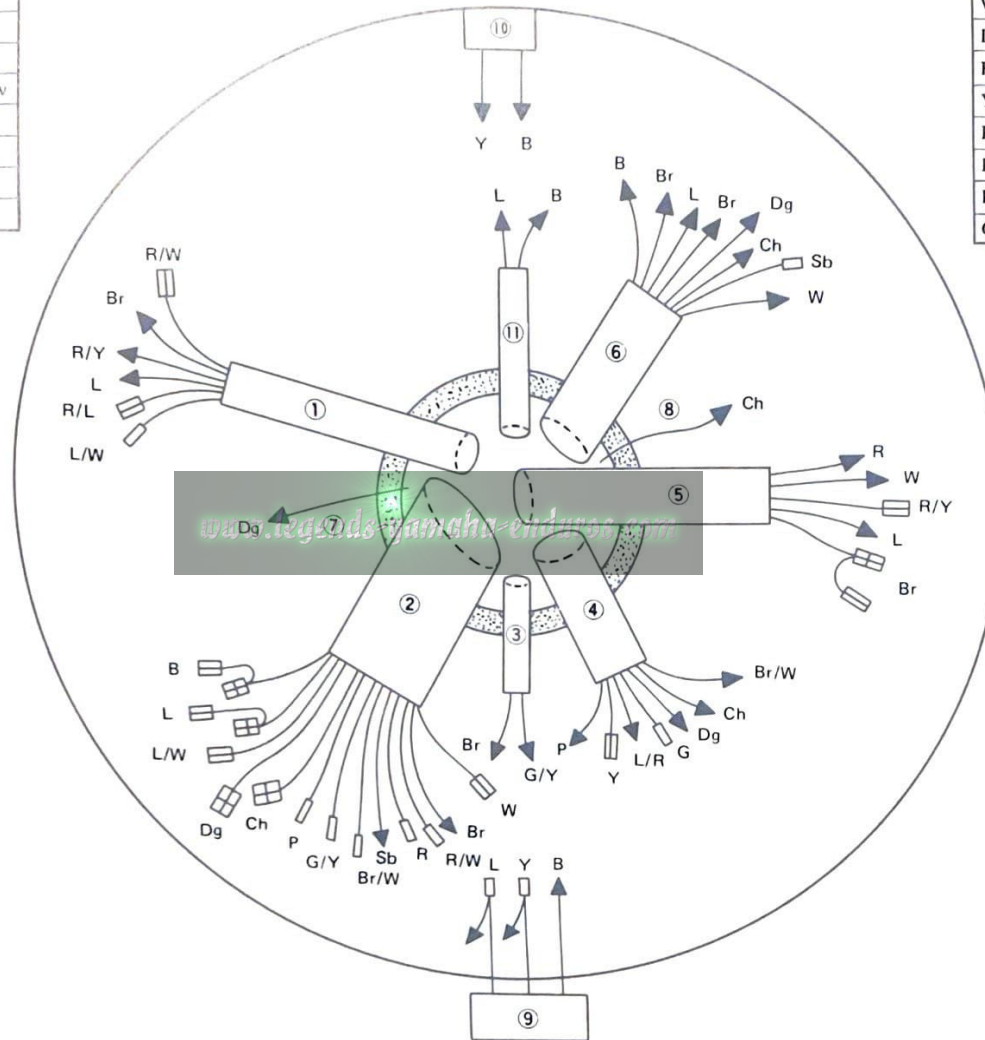 ⑩
Y B
L B
B Br L Br Dg Ch Sb W
R/W
Br
R/Y
L
R/L
L/W
⑪
⑥
①
⑧ Ch
⑤
R
W
R/Y
L
Br
Dg ⑦
www.legends-yamaha-enduros.com
②
③
④
B
L
L/W
Dg Ch P G/Y Br/W Sb R R/W Br W
Br G/Y
P Y L/R G Dg Ch Br/W
L Y B
⑨